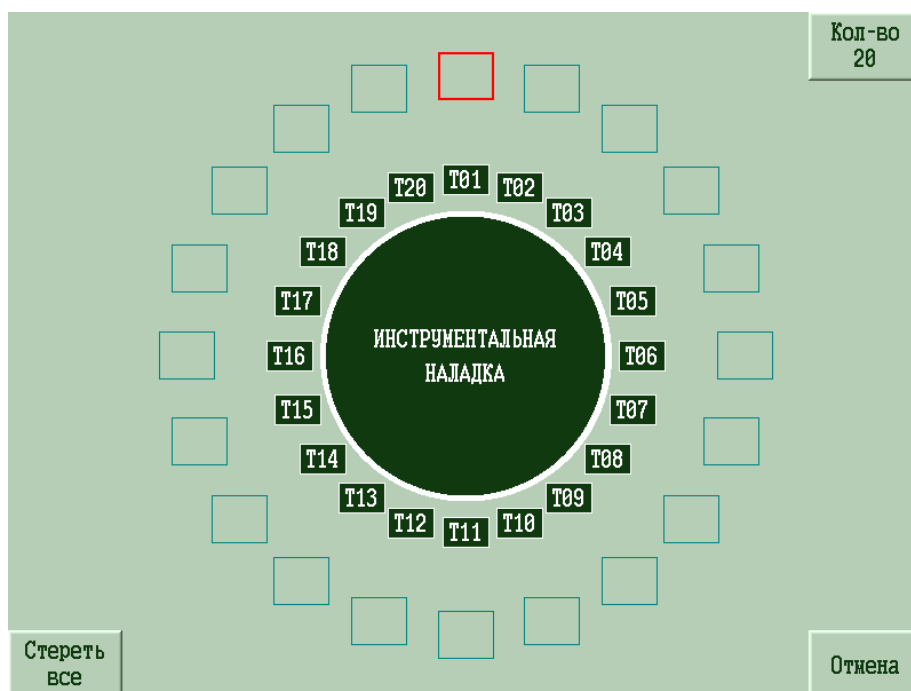 Кол-во
20
T01
T20
T02
T19
T03
T18
T04
T17
T05
ИНСТРУМЕНТАЛЬНАЯ
НАЛАДКА
T16
T06
T15
T07
T14
T08
T13
T09
T12
T10
T11
Стереть
все
Отмена